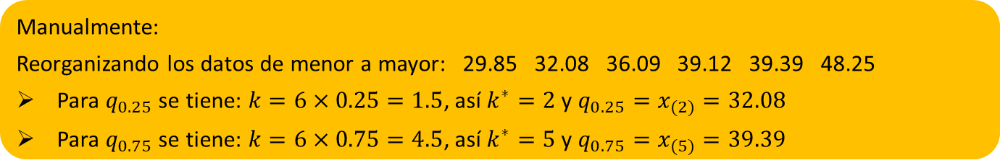 Manualmente:
Reorganizando los datos de menor a mayor: 29.85 32.08 36.09 39.12 39.39 48.25
➢ Para $q_{0.25}$ se tiene: $k = 6 \times 0.25 = 1.5$, así $k^* = 2$ y $q_{0.25} = x_{(2)} = 32.08$
➢ Para $q_{0.75}$ se tiene: $k = 6 \times 0.75 = 4.5$, así $k^* = 5$ y $q_{0.75} = x_{(5)} = 39.39$